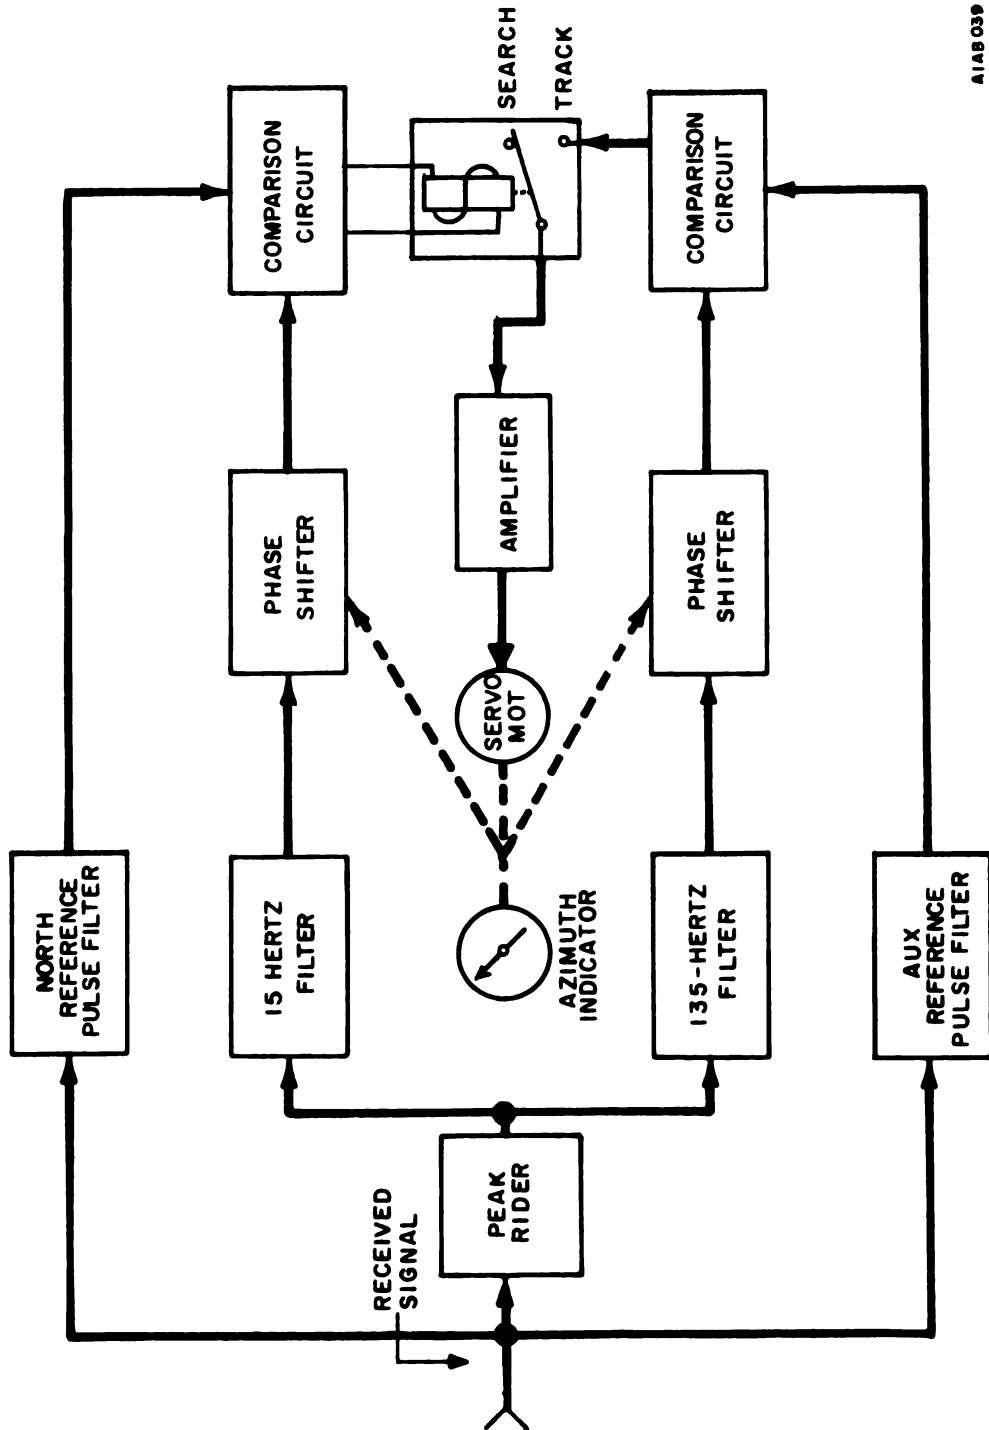 RECEIVED
SIGNAL
PEAK
RIDER
NORTH
REFERENCE
PULSE FILTER
15 HERTZ
FILTER
PHASE
SHIFTER
COMPARISON
CIRCUIT
AZIMUTH
INDICATOR
SERVO
MOT
AMPLIFIER
SEARCH
TRACK
135-HERTZ
FILTER
PHASE
SHIFTER
COMPARISON
CIRCUIT
AUX
REFERENCE
PULSE FILTER
A1AB039